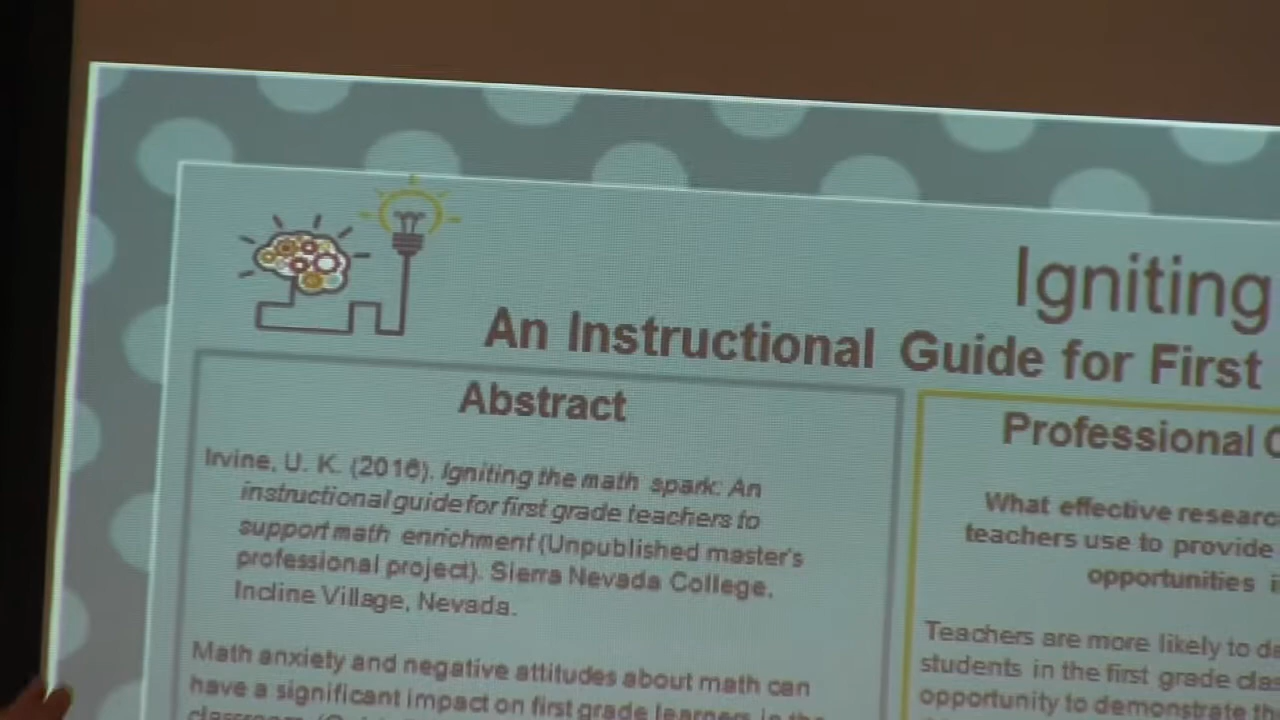 Igniting
An Instructional Guide for First
Abstract
Irvine, U. K. (2016). Igniting the math spark: An
instructional guide for first grade teachers to
support math enrichment (Unpublished master's
professional project). Sierra Nevada College,
Incline Village, Nevada.
Math anxiety and negative attitudes about math can
have a significant impact on first grade learners in the
Professional
What effective
teachers use to provide
opportunities
Teachers are more likely to
students in the first grade
opportunity to demonstrate